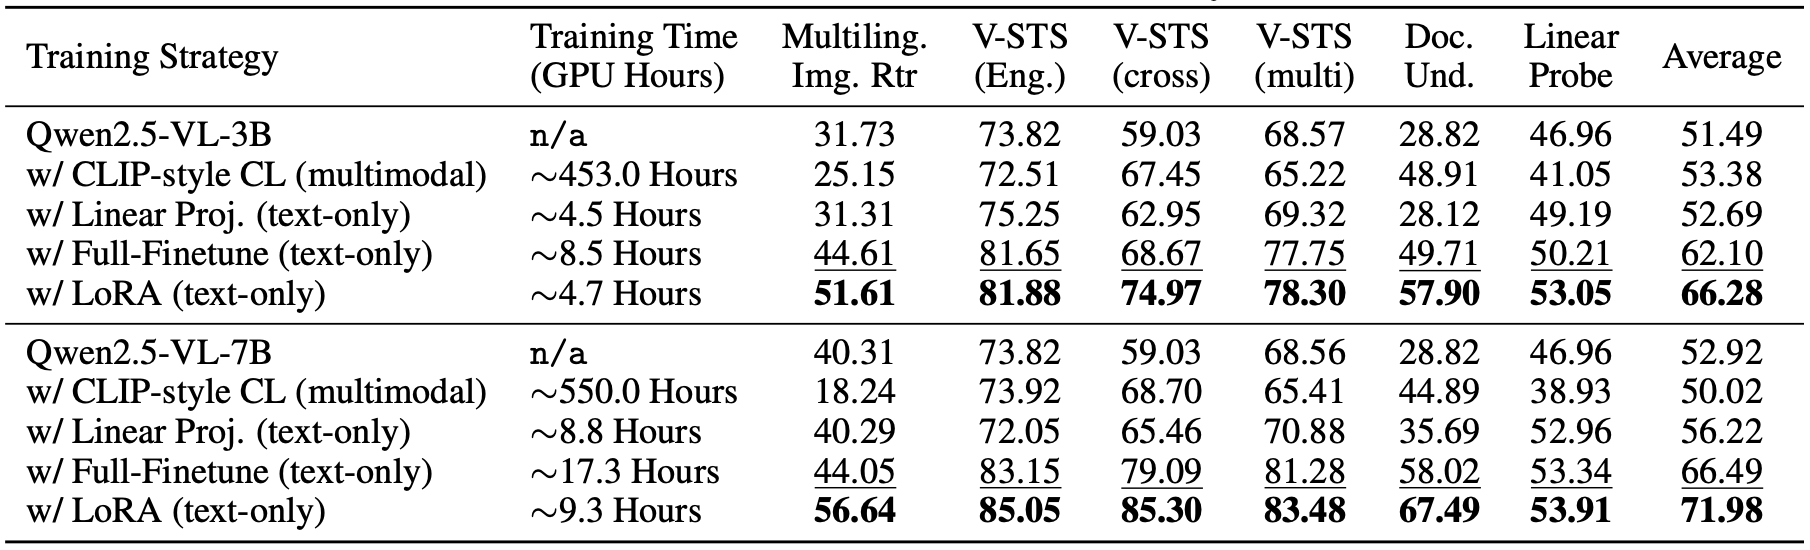 Training Strategy Training Time (GPU Hours) Multiling. Img. Rtr V-STS (Eng.) V-STS (cross) V-STS (multi) Doc. Und. Linear Probe Average
Qwen2.5-VL-3B n/a 31.73 73.82 59.03 68.57 28.82 46.96 51.49
w/ CLIP-style CL (multimodal) ~453.0 Hours 25.15 72.51 67.45 65.22 48.91 41.05 53.38
w/ Linear Proj. (text-only) ~4.5 Hours 31.31 75.25 62.95 69.32 28.12 49.19 52.69
w/ Full-Finetune (text-only) ~8.5 Hours 44.61 81.65 68.67 77.75 49.71 50.21 62.10
w/ LoRA (text-only) ~4.7 Hours 51.61 81.88 74.97 78.30 57.90 53.05 66.28
Qwen2.5-VL-7B n/a 40.31 73.82 59.03 68.56 28.82 46.96 52.92
w/ CLIP-style CL (multimodal) ~550.0 Hours 18.24 73.92 68.70 65.41 44.89 38.93 50.02
w/ Linear Proj. (text-only) ~8.8 Hours 40.29 72.05 65.46 70.88 35.69 52.96 56.22
w/ Full-Finetune (text-only) ~17.3 Hours 44.05 83.15 79.09 81.28 58.02 53.34 66.49
w/ LoRA (text-only) ~9.3 Hours 56.64 85.05 85.30 83.48 67.49 53.91 71.98